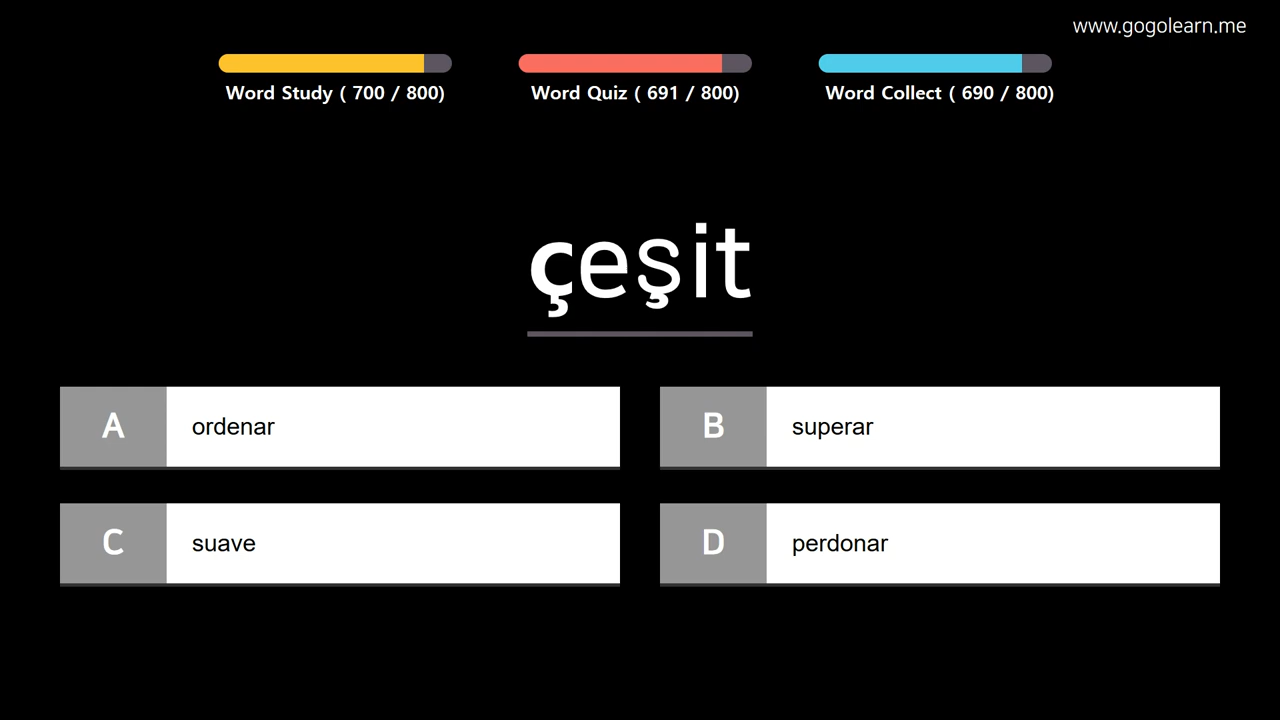 www.gogolearn.me
Word Study ( 700 / 800)
Word Quiz ( 691 / 800)
Word Collect ( 690 / 800)
çeşit
A ordenar
B superar
C suave
D perdonar